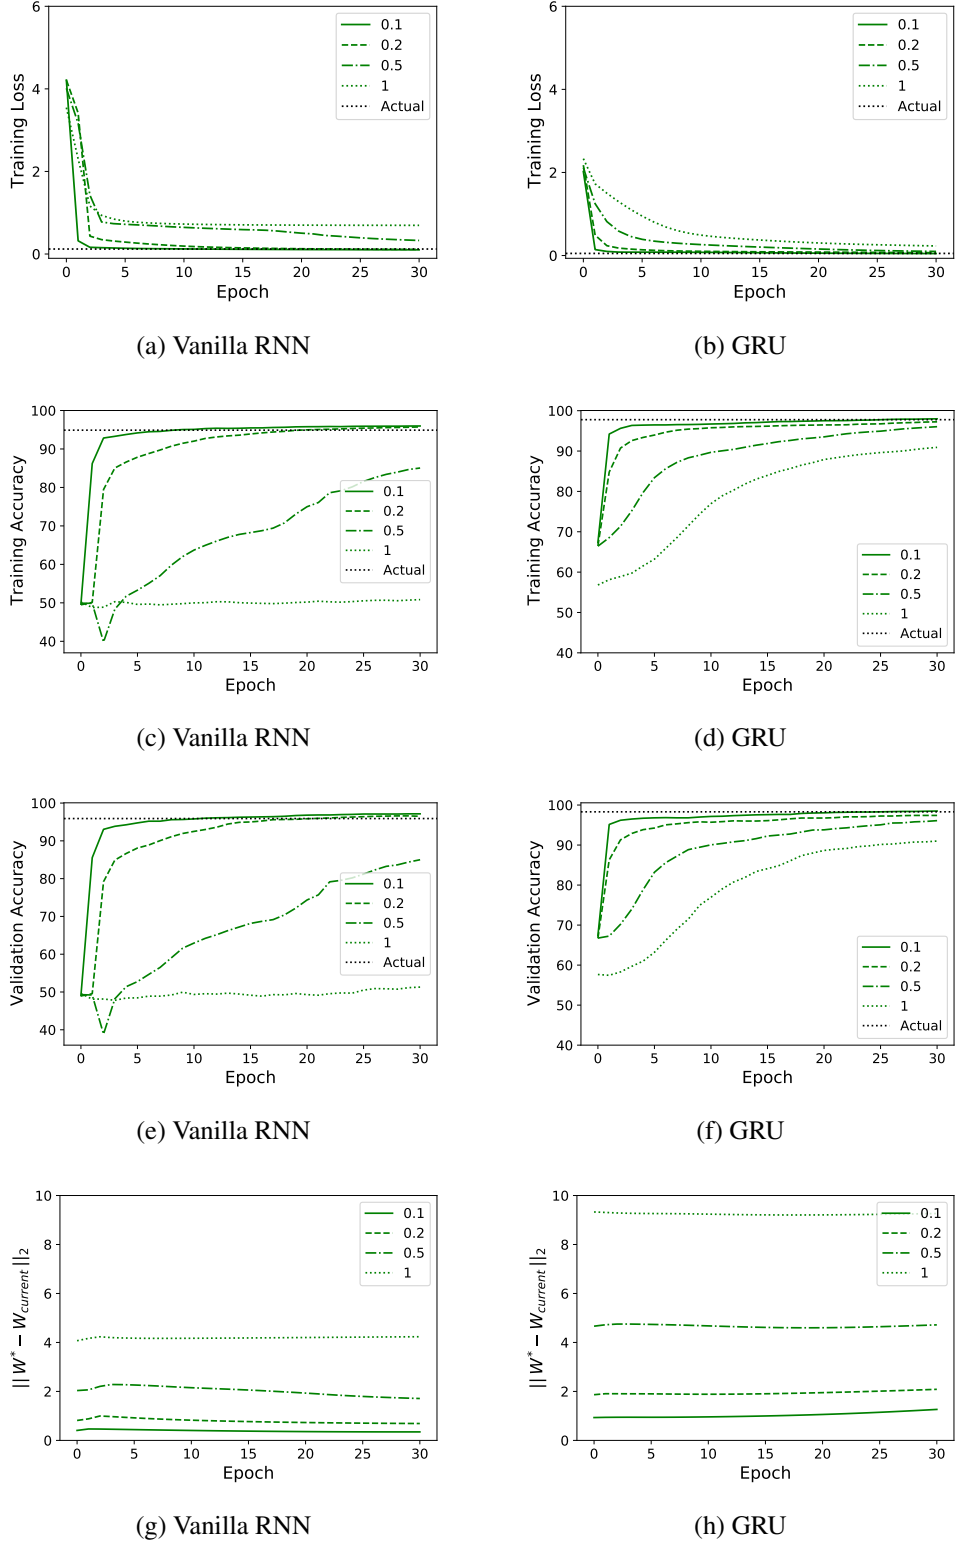 6
4
2
0
Training Loss
0.1
0.2
0.5
1
Actual
0 5 10 15 20 25 30
Epoch
(a) Vanilla RNN
6
4
2
0
Training Loss
0.1
0.2
0.5
1
Actual
0 5 10 15 20 25 30
Epoch
(b) GRU
100
90
80
70
60
50
40
Training Accuracy
0.1
0.2
0.5
1
Actual
0 5 10 15 20 25 30
Epoch
(c) Vanilla RNN
100
90
80
70
60
50
40
Training Accuracy
0.1
0.2
0.5
1
Actual
0 5 10 15 20 25 30
Epoch
(d) GRU
100
90
80
70
60
50
40
Validation Accuracy
0.1
0.2
0.5
1
Actual
0 5 10 15 20 25 30
Epoch
(e) Vanilla RNN
100
90
80
70
60
50
40
Validation Accuracy
0.1
0.2
0.5
1
Actual
0 5 10 15 20 25 30
Epoch
(f) GRU
10
8
6
4
2
0
||W* − W_current||_2
0.1
0.2
0.5
1
0 5 10 15 20 25 30
Epoch
(g) Vanilla RNN
10
8
6
4
2
0
||W* − W_current||_2
0.1
0.2
0.5
1
0 5 10 15 20 25 30
Epoch
(h) GRU